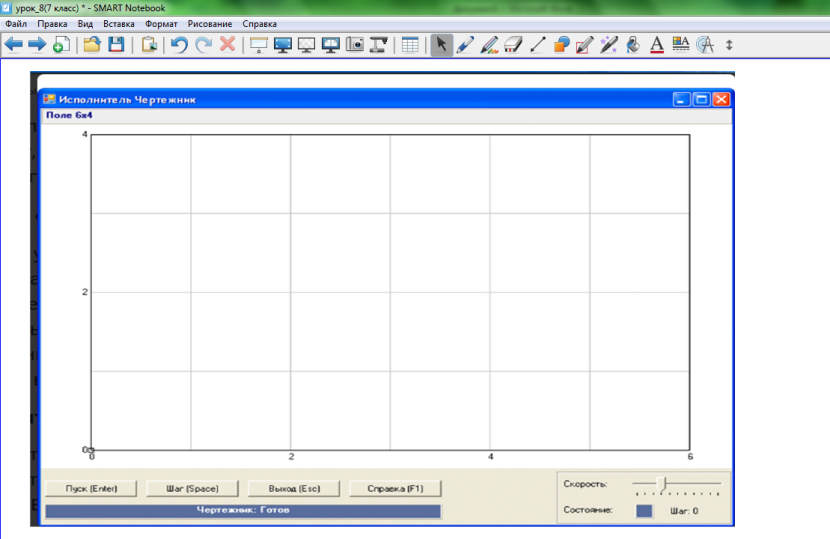 урок_8(7 класс) * - SMART Notebook
Файл Правка Вид Вставка Формат Рисование Справка
Исполнитель Чертежник
Поле 6x4
4
2
0
0 2 4 6
Пуск (Enter) Шаг (Space) Выход (Esc) Справка (F1)
Скорость:
Чертежник: Готов
Состояние: Шаг: 0